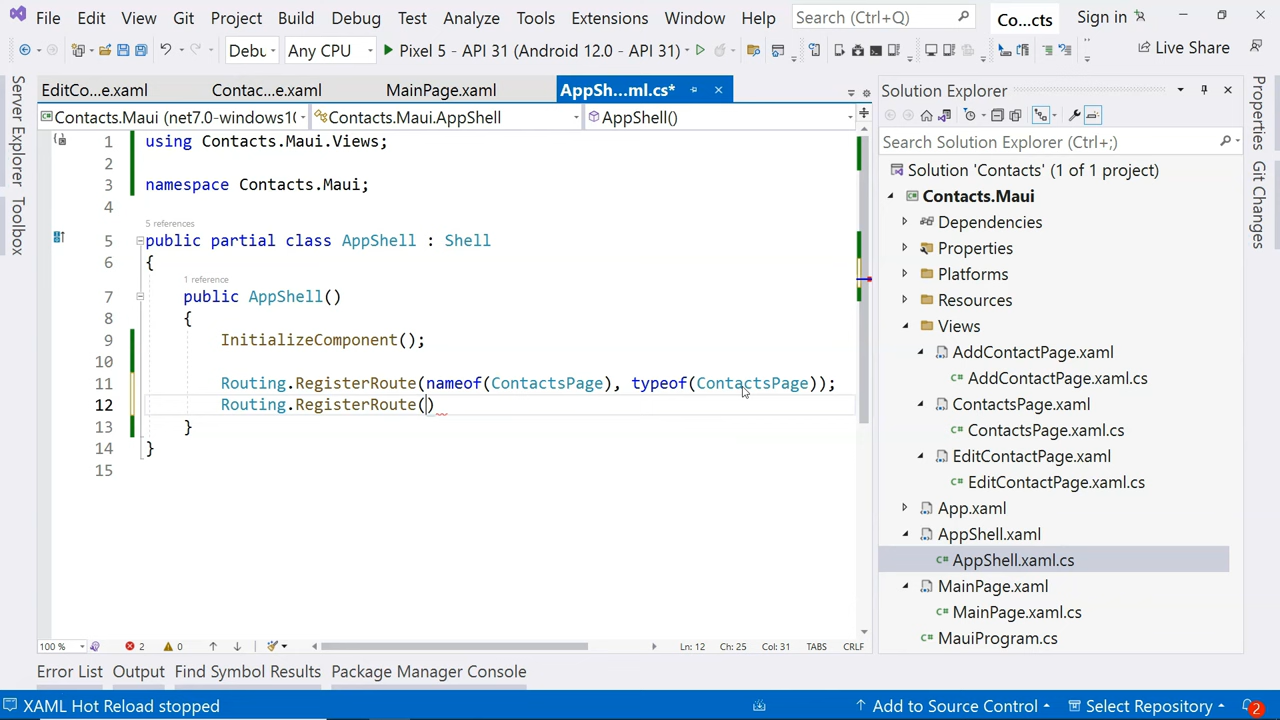 File Edit View Git Project Build Debug Test Analyze Tools Extensions Window Help Search (Ctrl+Q) Co...cts Sign in
Debu Any CPU Pixel 5 - API 31 (Android 12.0 - API 31) Live Share
Server Explorer
Toolbox
EditCo...e.xaml Contac...e.xaml MainPage.xaml AppSh...ml.cs*
Contacts.Maui (net7.0-windows10 Contacts.Maui.AppShell AppShell()
1 using Contacts.Maui.Views;
2
3 namespace Contacts.Maui;
4
5 references
5 public partial class AppShell : Shell
6 {
1 reference
7 public AppShell()
8 {
9 InitializeComponent();
10
11 Routing.RegisterRoute(nameof(ContactsPage), typeof(ContactsPage));
12 Routing.RegisterRoute()
13 }
14 }
15
100 % 2 0 Ln: 12 Ch: 25 Col: 31 TABS CRLF
Error List Output Find Symbol Results Package Manager Console
Solution Explorer
Search Solution Explorer (Ctrl+;)
Solution 'Contacts' (1 of 1 project)
Contacts.Maui
Dependencies
Properties
Platforms
Resources
Views
AddContactPage.xaml
AddContactPage.xaml.cs
ContactsPage.xaml
ContactsPage.xaml.cs
EditContactPage.xaml
EditContactPage.xaml.cs
App.xaml
AppShell.xaml
AppShell.xaml.cs
MainPage.xaml
MainPage.xaml.cs
MauiProgram.cs
Properties
Git Changes
XAML Hot Reload stopped Add to Source Control Select Repository 2